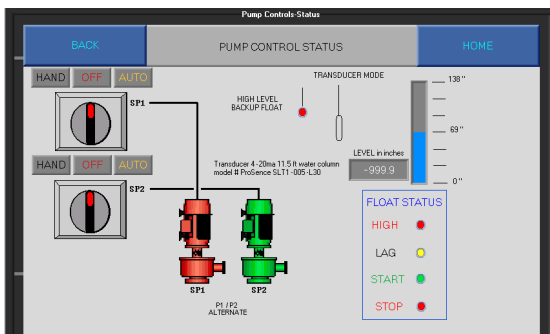 Pump Controls-Status
BACK
PUMP CONTROL STATUS
HOME
HAND OFF AUTO
SP1
HIGH LEVEL
BACKUP FLOAT
TRANSDUCER MODE
138 "
69 "
0 "
LEVEL in inches
-999.9
HAND OFF AUTO
SP2
Transducer 4-20ma 11.5 ft water column
model # ProSence SLT1 -005-L30
FLOAT STATUS
HIGH
LAG
START
STOP
SP1
SP2
P1 / P2
ALTERNATE